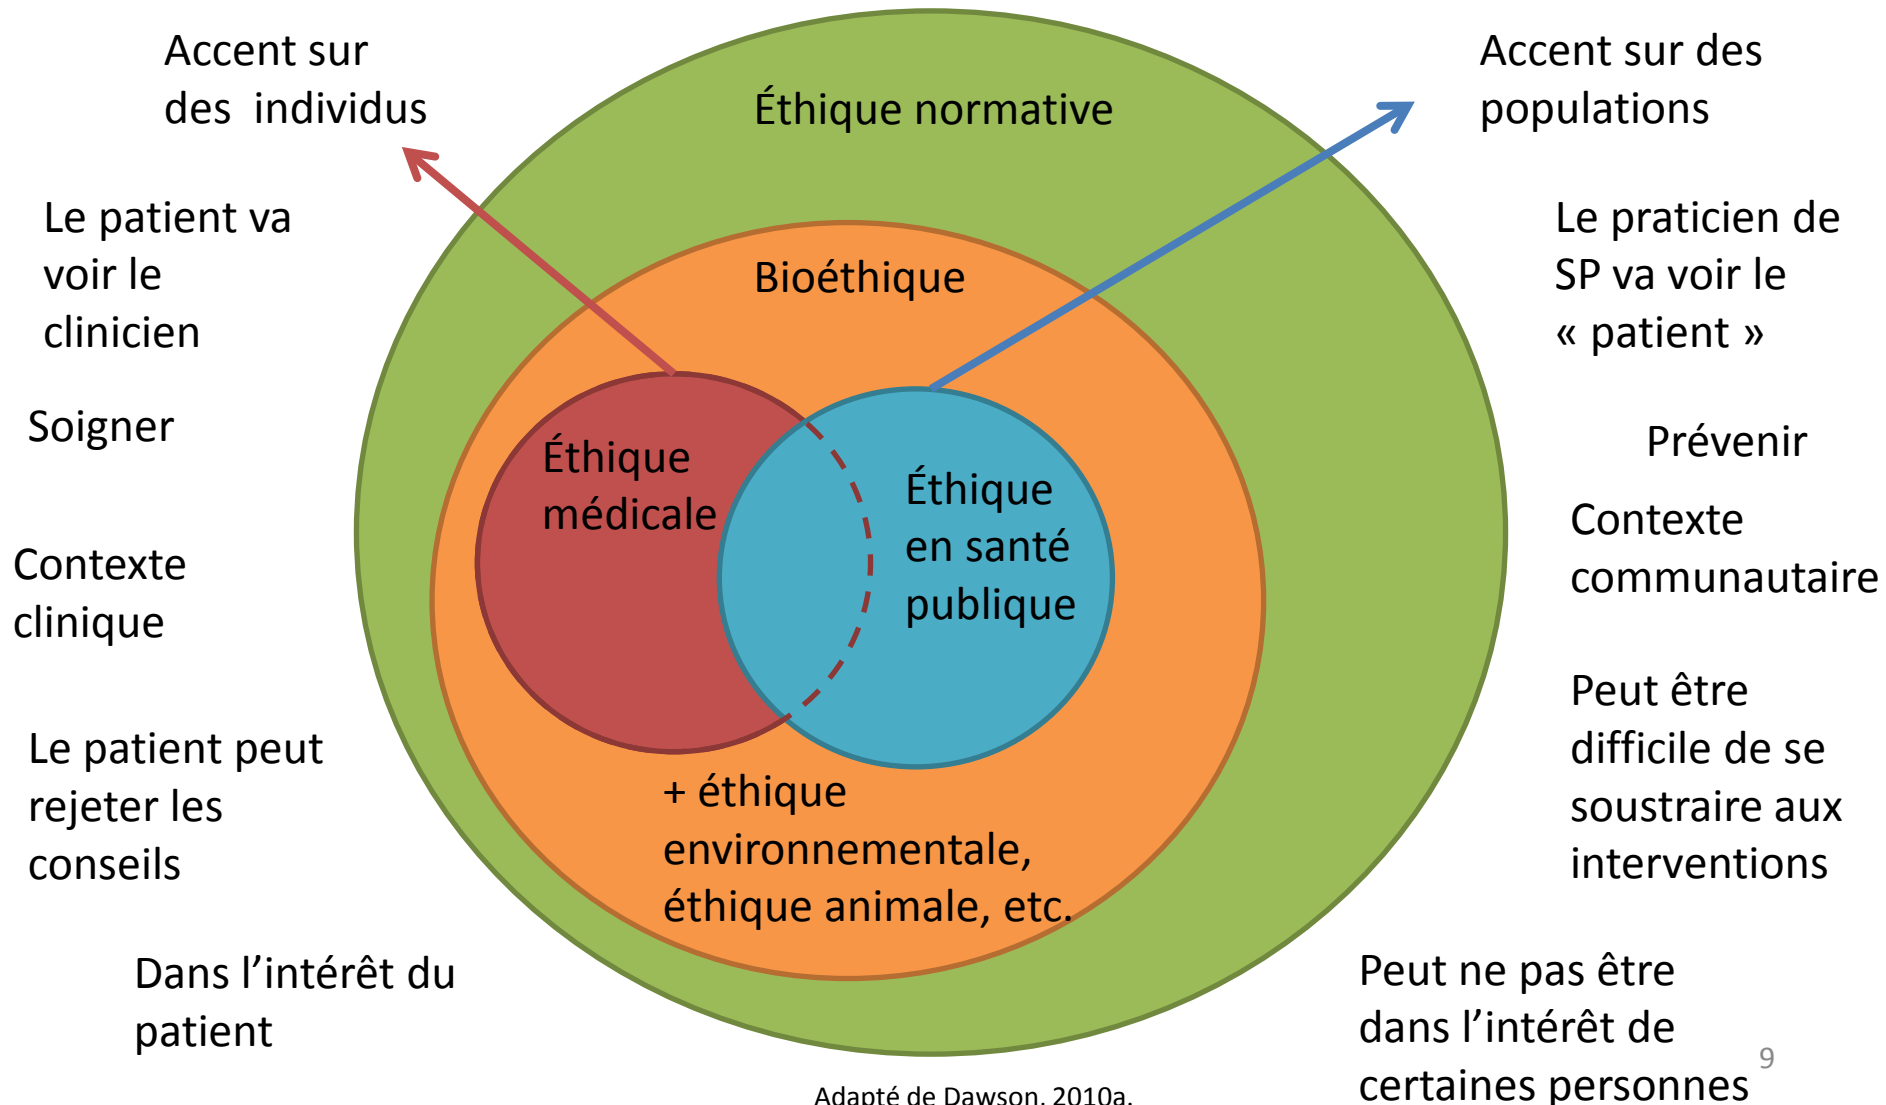 Accent sur
des individus
Le patient va
voir le
clinicien
Soigner
Contexte
clinique
Le patient peut
rejeter les
conseils
Dans l'intérêt du
patient
Éthique normative
Bioéthique
Éthique
médicale
Éthique
en santé
publique
+ éthique
environnementale,
éthique animale, etc.
Accent sur des
populations
Le praticien de
SP va voir le
« patient »
Prévenir
Contexte
communautaire
Peut être
difficile de se
soustraire aux
interventions
Peut ne pas être
dans l'intérêt de
certaines personnes
9
Adapté de Dawson, 2010a.